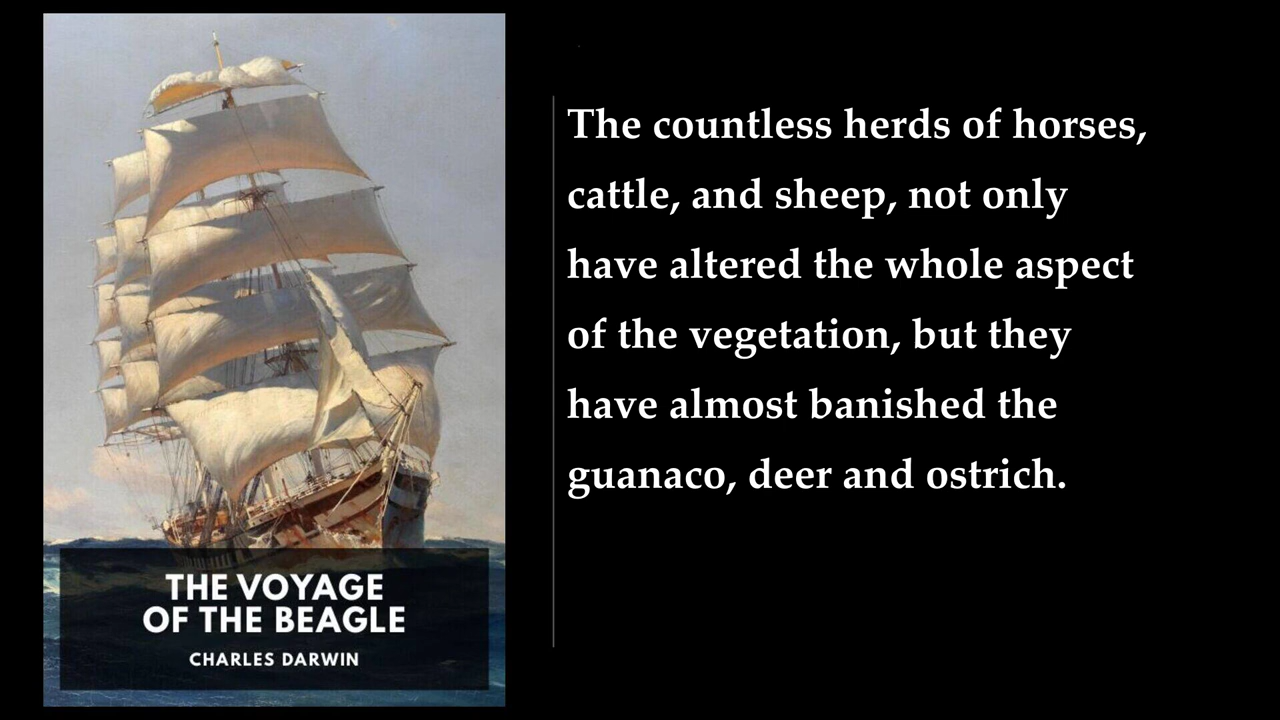 THE VOYAGE
OF THE BEAGLE
CHARLES DARWIN
The countless herds of horses,
cattle, and sheep, not only
have altered the whole aspect
of the vegetation, but they
have almost banished the
guanaco, deer and ostrich.